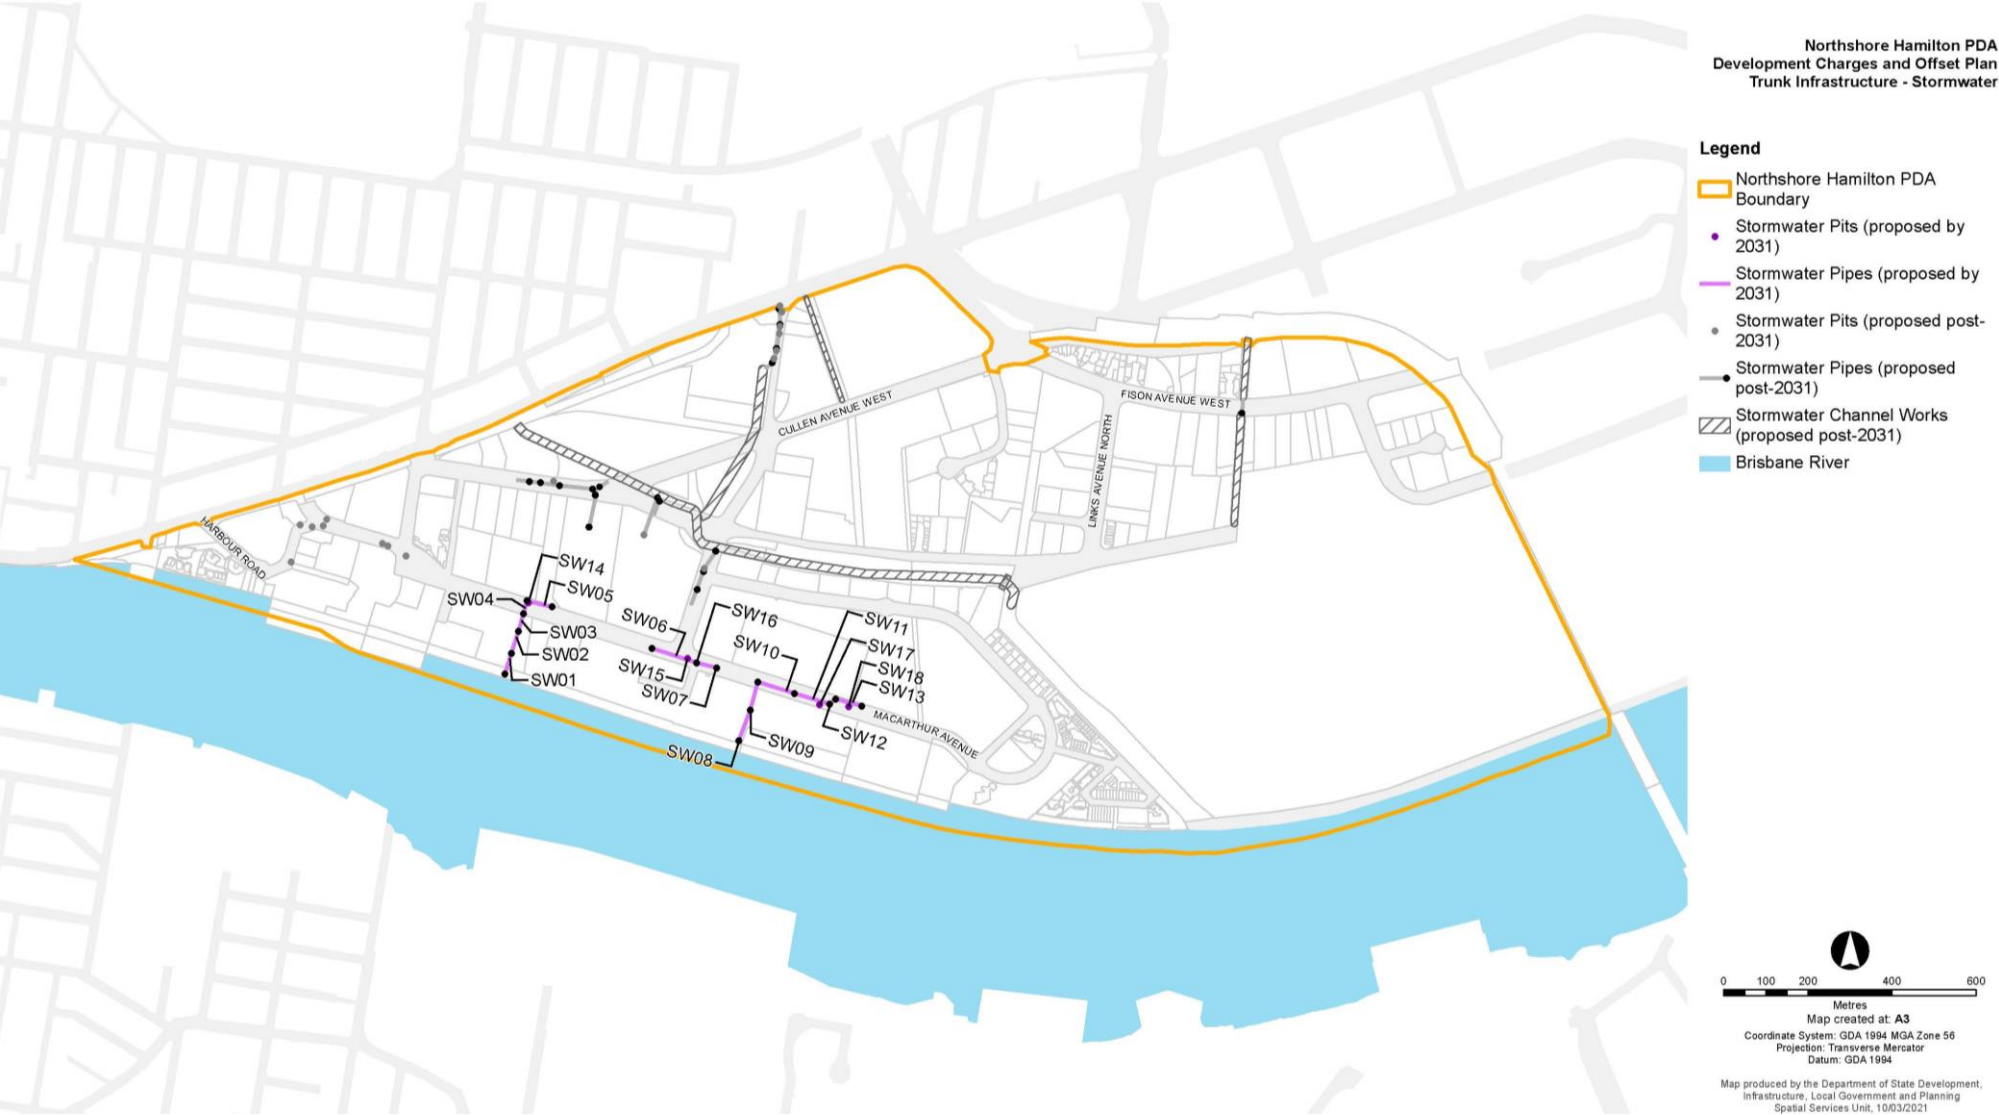 Northshore Hamilton PDA
Development Charges and Offset Plan
Trunk Infrastructure - Stormwater
Legend
Northshore Hamilton PDA
Boundary
Stormwater Pits (proposed by
2031)
Stormwater Pipes (proposed by
2031)
Stormwater Pits (proposed post-
2031)
Stormwater Pipes (proposed
post-2031)
Stormwater Channel Works
(proposed post-2031)
Brisbane River
CULLEN AVENUE WEST
FISON AVENUE WEST
LINKS AVENUE NORTH
HARBOUR ROAD
SW14
SW05
SW04
SW03
SW02
SW01
SW06
SW16
SW15
SW07
SW10
SW11
SW17
SW18
SW13
SW12
SW09
SW08
MACARTHUR AVENUE
0 100 200 400 600
Metres
Map created at: A3
Coordinate System: GDA 1994 MGA Zone 56
Projection: Transverse Mercator
Datum: GDA 1994
Map produced by the Department of State Development,
Infrastructure, Local Government and Planning
Spatial Services Unit, 10/03/2021